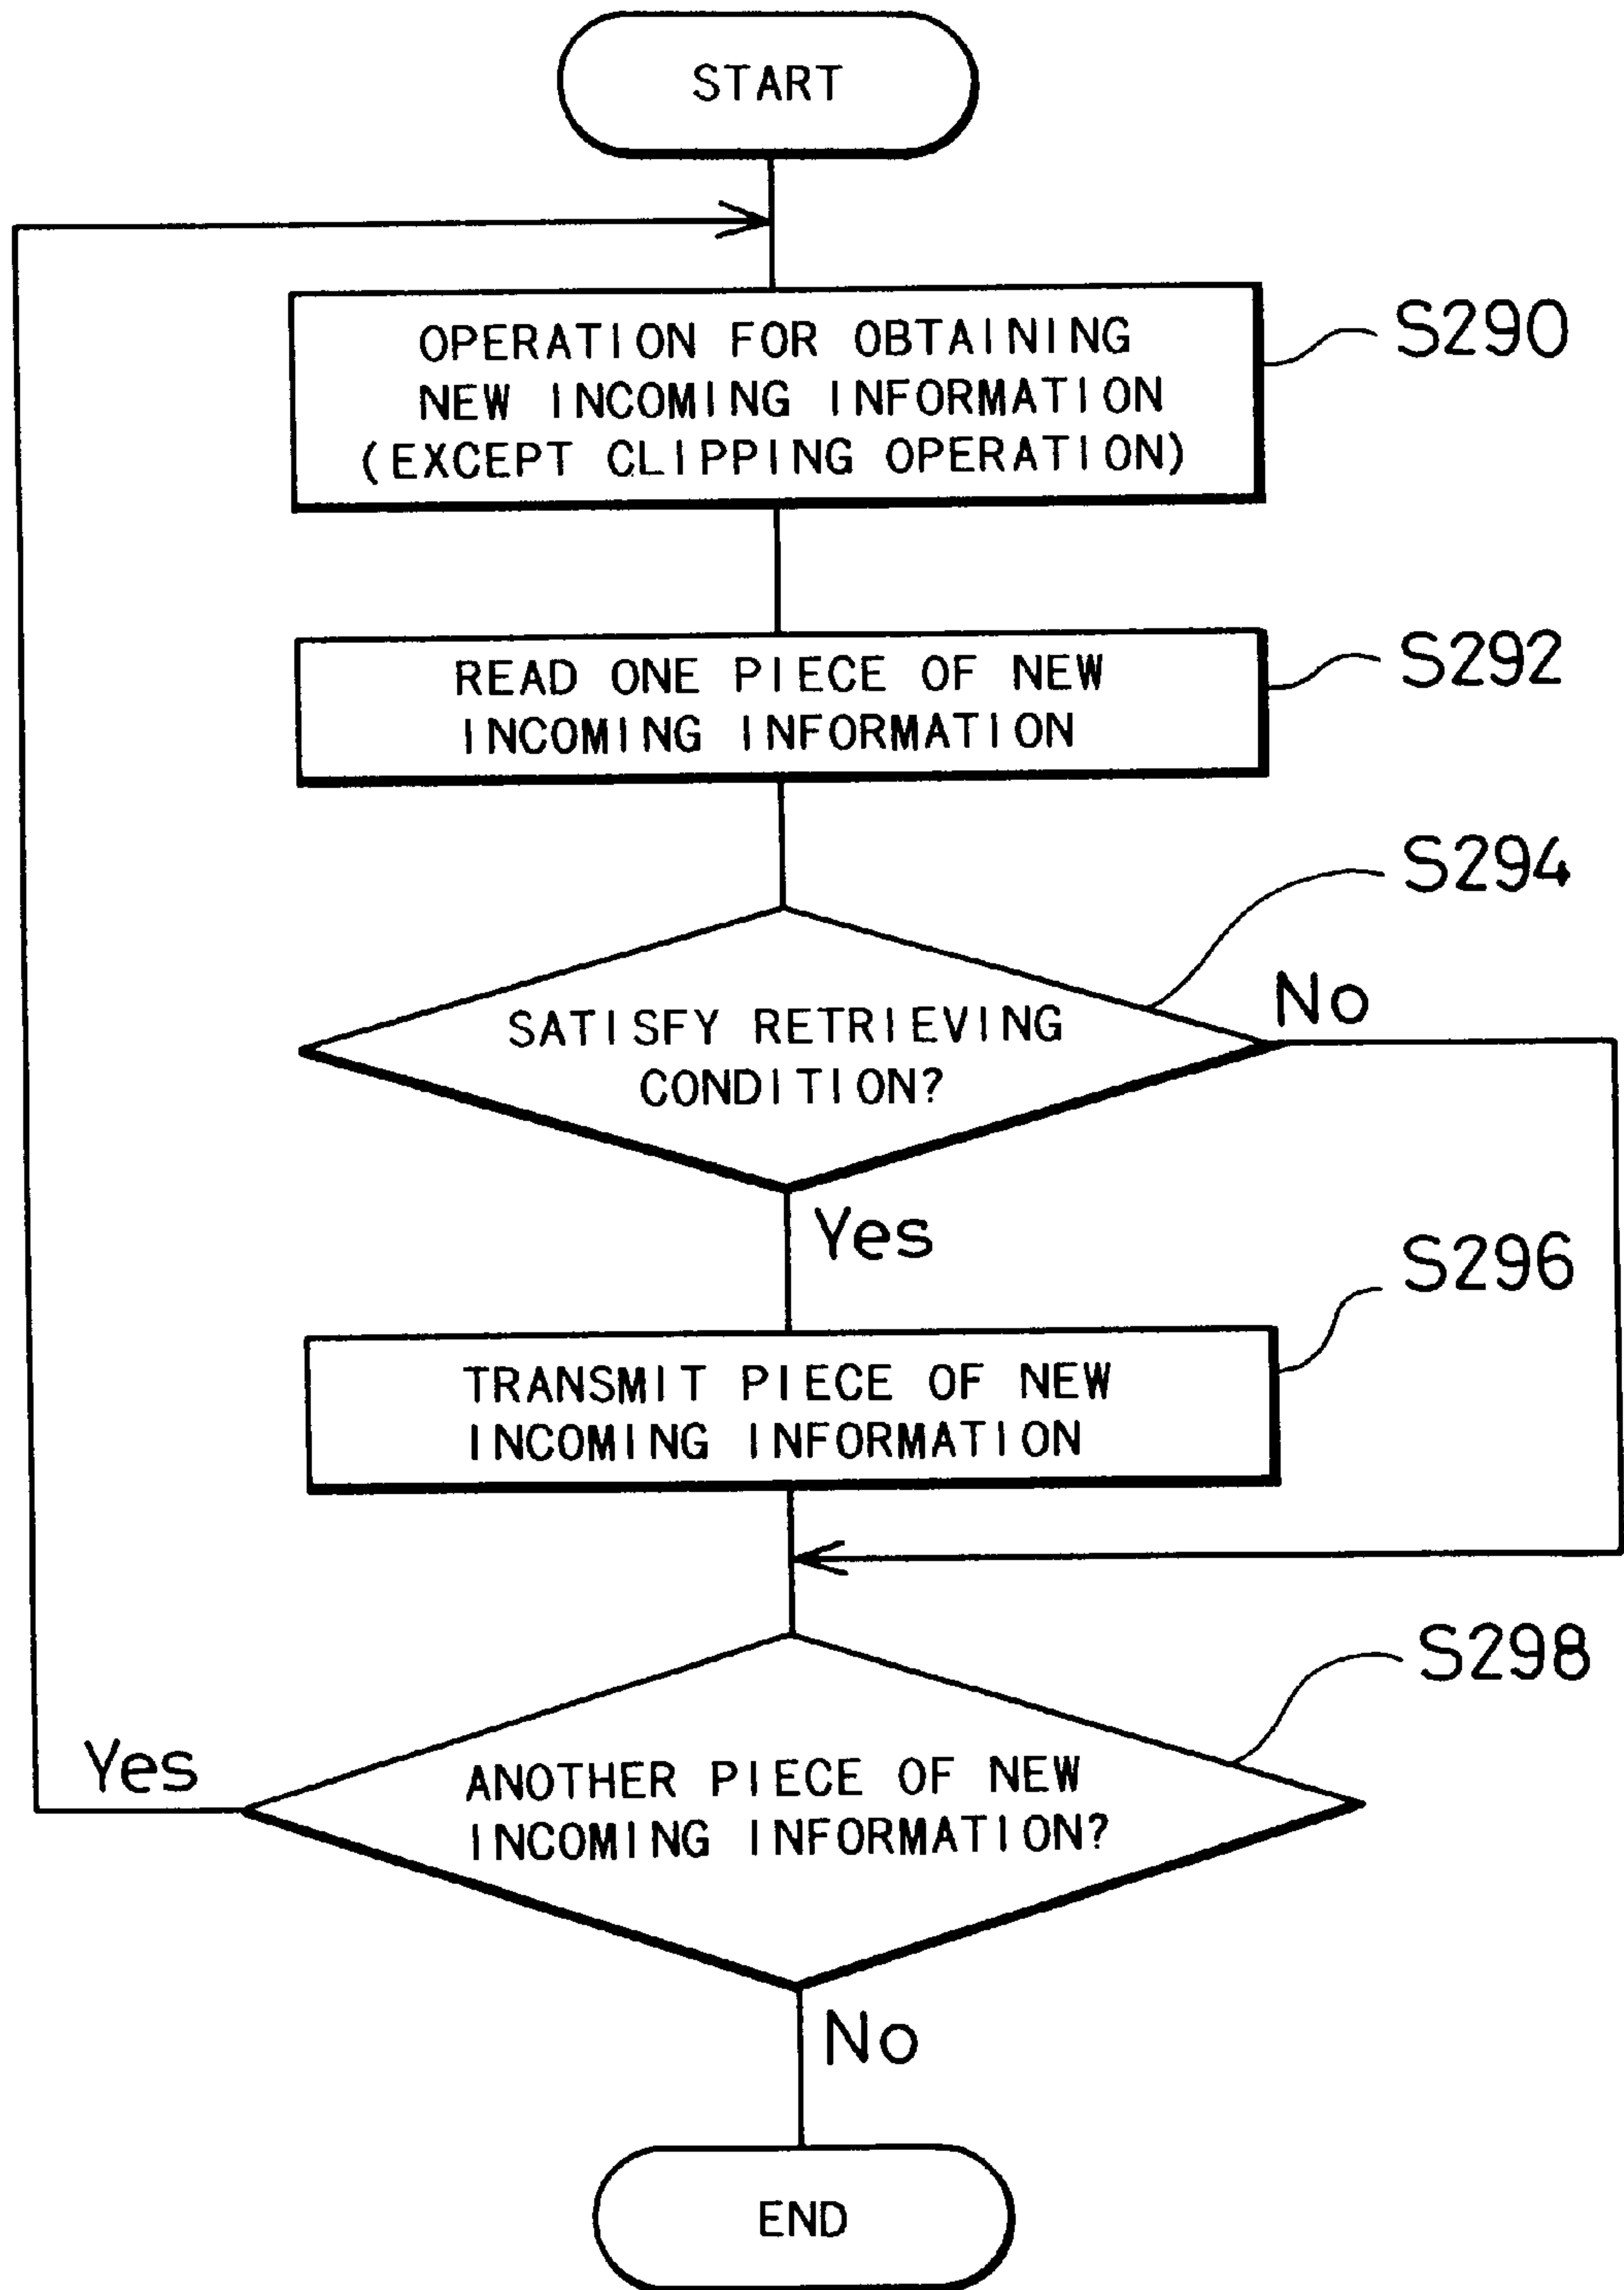 START
OPERATION FOR OBTAINING
NEW INCOMING INFORMATION
(EXCEPT CLIPPING OPERATION)
S290
READ ONE PIECE OF NEW
INCOMING INFORMATION
S292
S294
SATISFY RETRIEVING
CONDITION?
No
Yes
S296
TRANSMIT PIECE OF NEW
INCOMING INFORMATION
S298
Yes
ANOTHER PIECE OF NEW
INCOMING INFORMATION?
No
END